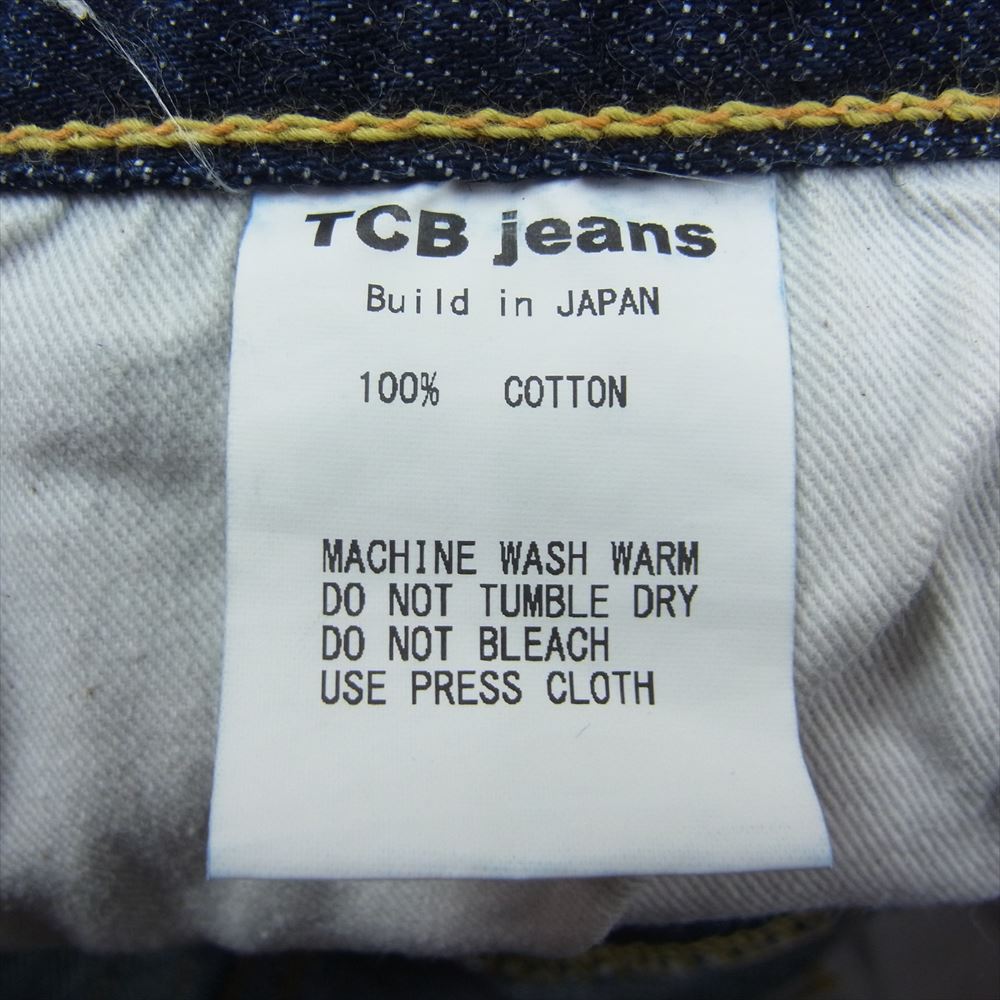 TCB jeans
Build in JAPAN
100% COTTON
MACHINE WASH WARM
DO NOT TUMBLE DRY
DO NOT BLEACH
USE PRESS CLOTH